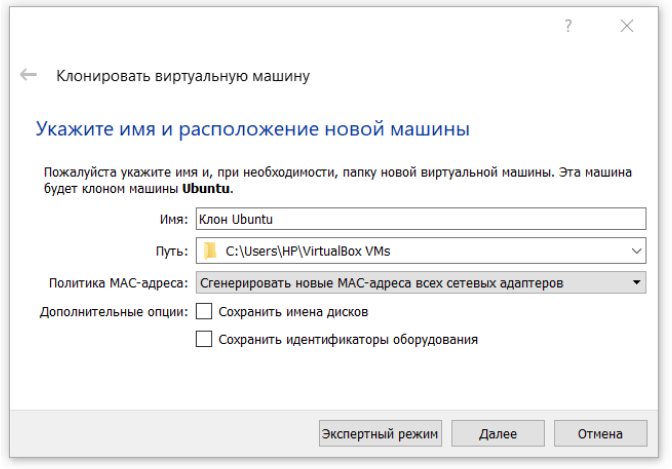 ?
Клонировать виртуальную машину
Укажите имя и расположение новой машины
Пожалуйста укажите имя и, при необходимости, папку новой виртуальной машины. Эта машина
будет клоном машины Ubuntu.
Имя: Клон Ubuntu
Путь: C:\Users\HP\VirtualBox VMs
Политика MAC-адреса: Сгенерировать новые MAC-адреса всех сетевых адаптеров
Дополнительные опции: Сохранить имена дисков
Сохранить идентификаторы оборудования
Экспертный режим Далее Отмена